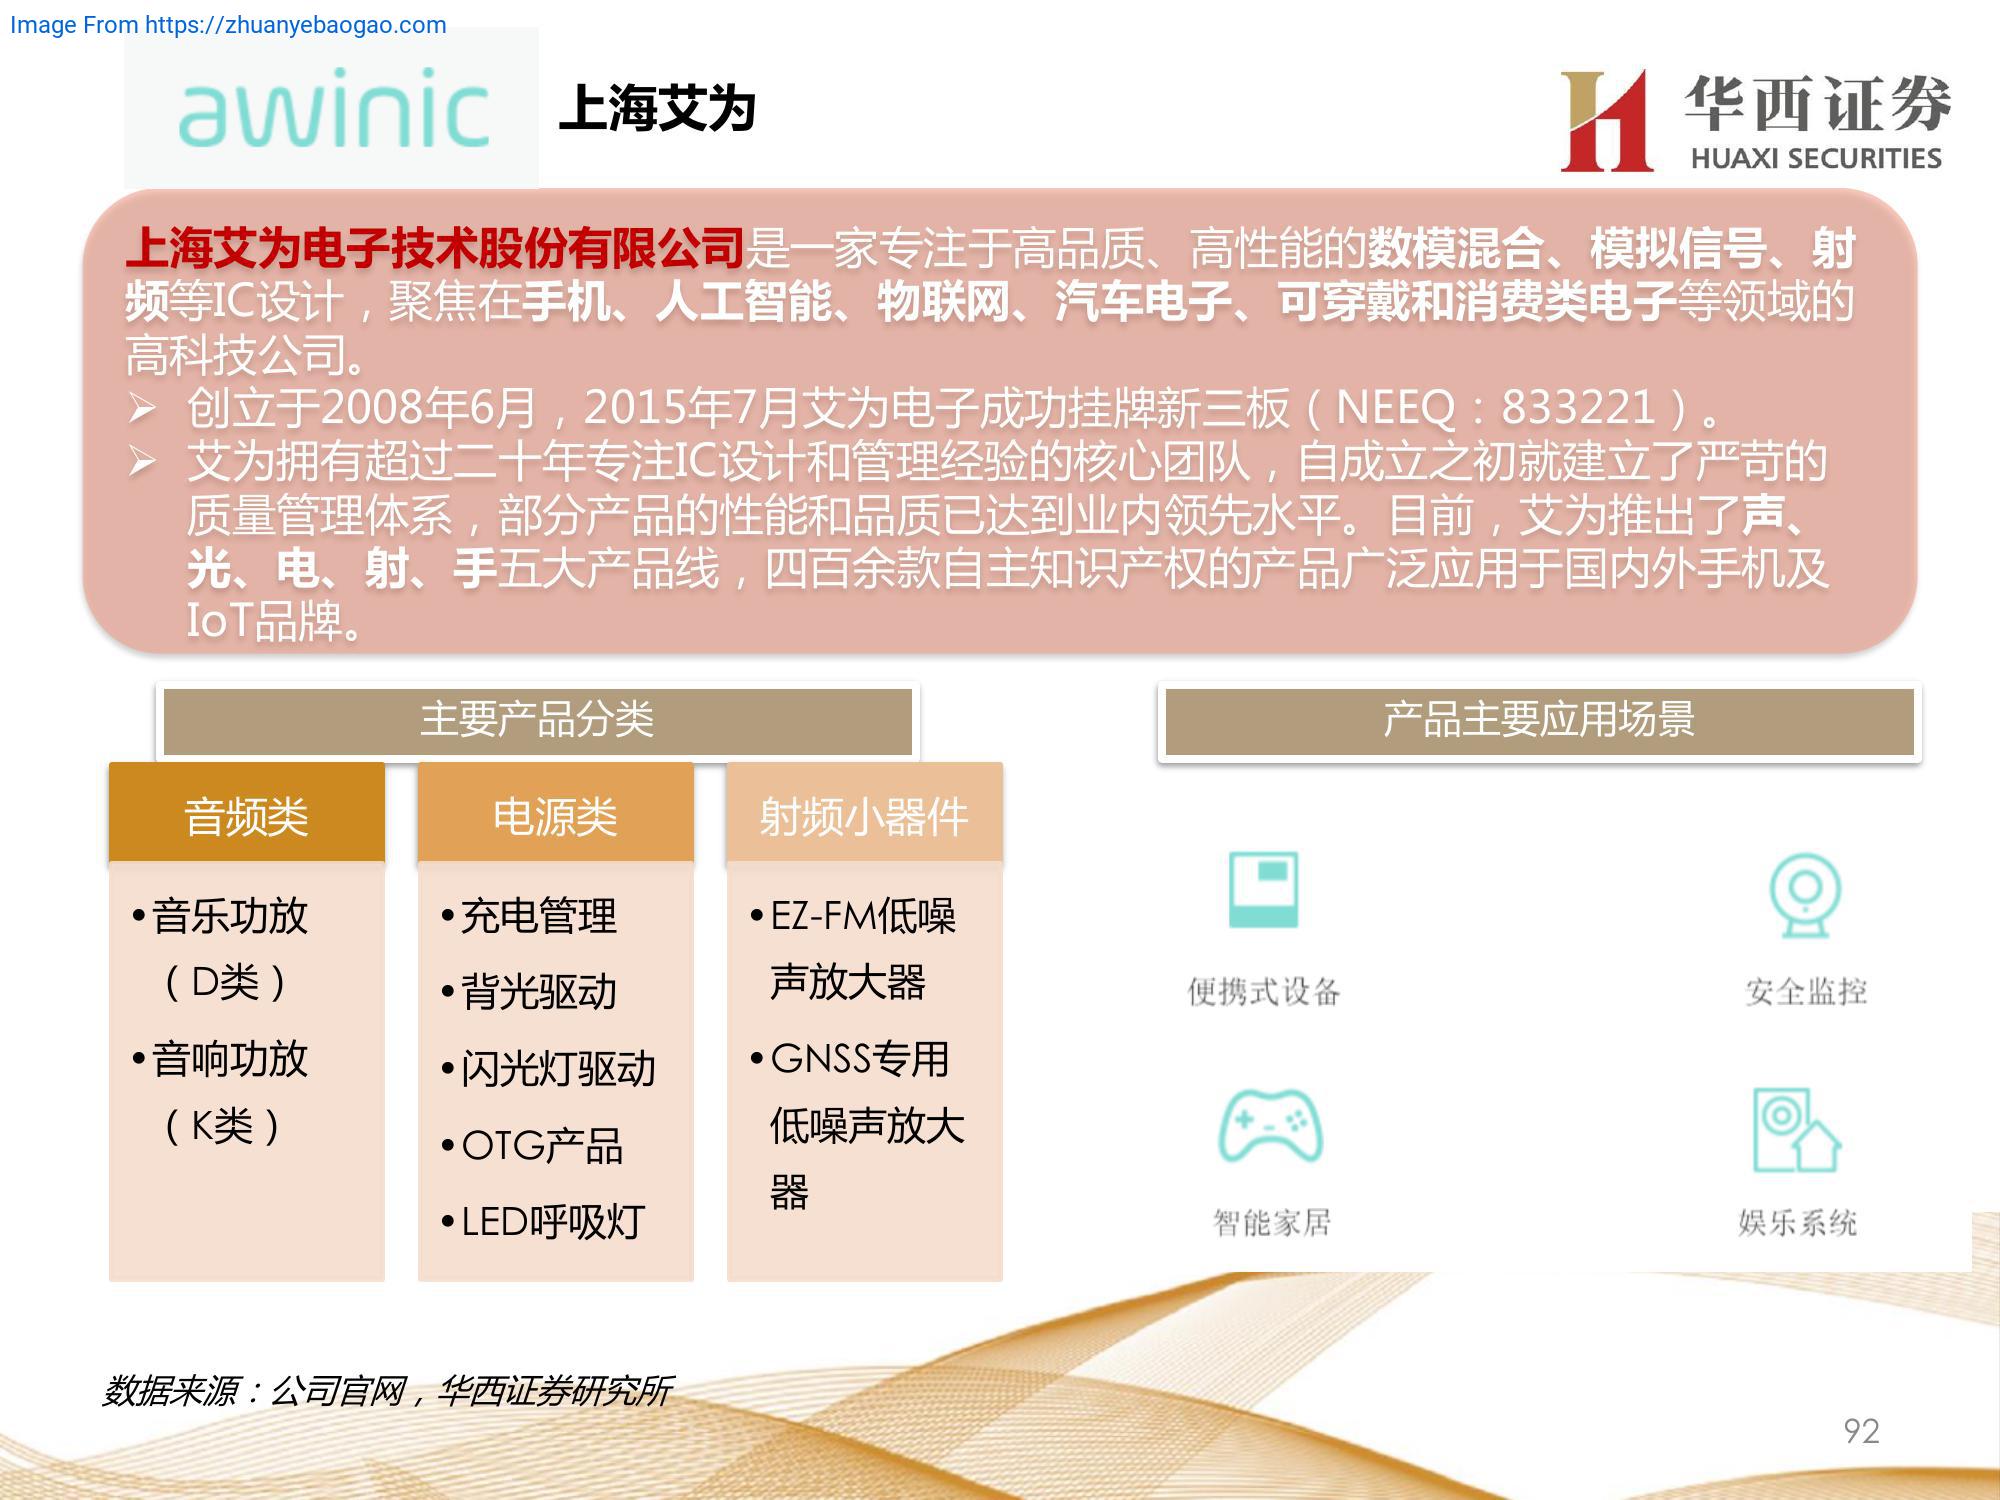 Image From https://zhuanyebaogao.com
awinic
上海艾为
华西证券
HUAXI SECURITIES
上海艾为电子技术股份有限公司是一家专注于高品质、高性能的数模混合、模拟信号、射
频等IC设计，聚焦在手机、人工智能、物联网、汽车电子、可穿戴和消费类电子等领域的
高科技公司。
➢ 创立于2008年6月，2015年7月艾为电子成功挂牌新三板（NEEQ：833221）。
➢ 艾为拥有超过二十年专注IC设计和管理经验的核心团队，自成立之初就建立了严苛的
质量管理体系，部分产品的性能和品质已达到业内领先水平。目前，艾为推出了声、
光、电、射、手五大产品线，四百余款自主知识产权的产品广泛应用于国内外手机及
IoT品牌。
主要产品分类
音频类
•音乐功放
（D类）
•音响功放
（K类）
电源类
•充电管理
•背光驱动
•闪光灯驱动
•OTG产品
•LED呼吸灯
射频小器件
•EZ-FM低噪
声放大器
•GNSS专用
低噪声放大
器
产品主要应用场景
便携式设备
安全监控
智能家居
娱乐系统
数据来源：公司官网，华西证券研究所
92